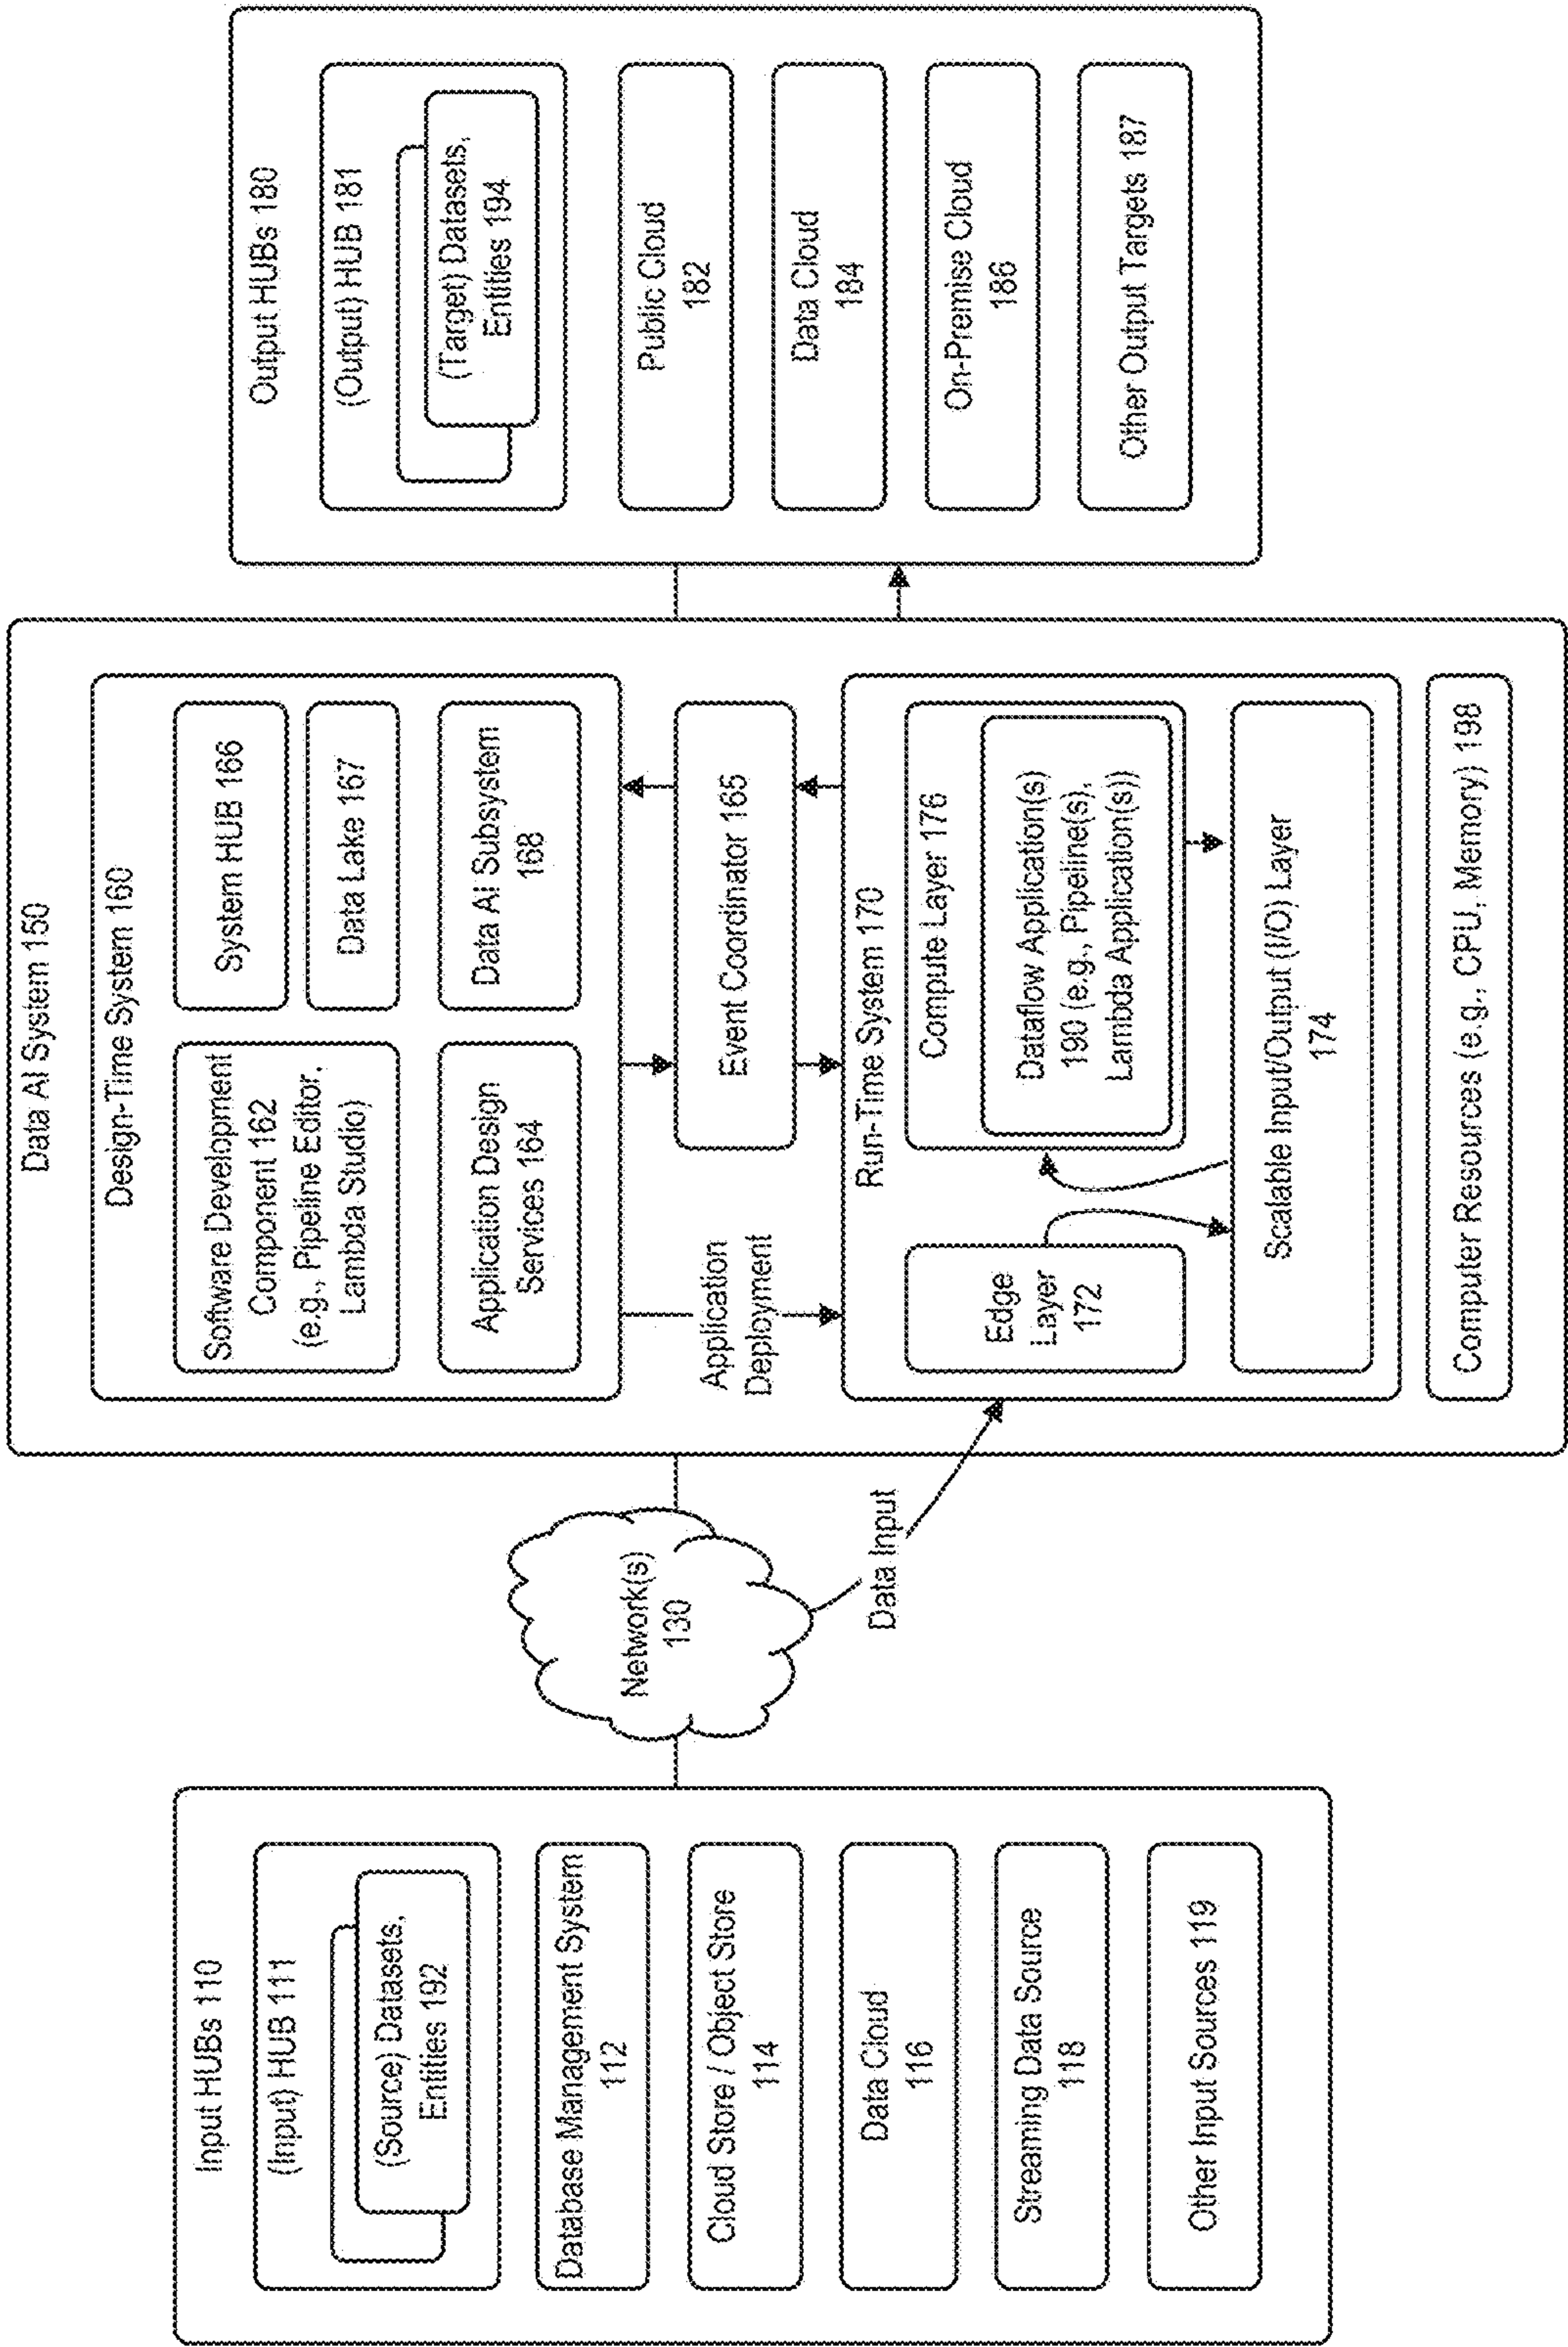 Input HUBs 110
(Input) HUB 111
(Source) Datasets,
Entities 192
Database Management System
112
Cloud Store / Object Store
114
Data Cloud
116
Streaming Data Source
118
Other Input Sources 119
Network(s)
130
Data Input
Data AI System 150
Design-Time System 160
Software Development
Component 162
(e.g., Pipeline Editor,
Lambda Studio)
System HUB 166
Data Lake 167
Application Design
Services 164
Data AI Subsystem
168
Application
Deployment
Event Coordinator 165
Run-Time System 170
Edge
Layer
172
Compute Layer 176
Dataflow Application(s)
190 (e.g., Pipeline(s),
Lambda Application(s))
Scalable Input/Output (I/O) Layer
174
Computer Resources (e.g., CPU, Memory) 198
Output HUBs 180
(Output) HUB 181
(Target) Datasets,
Entities 194
Public Cloud
182
Data Cloud
184
On-Premise Cloud
186
Other Output Targets 187